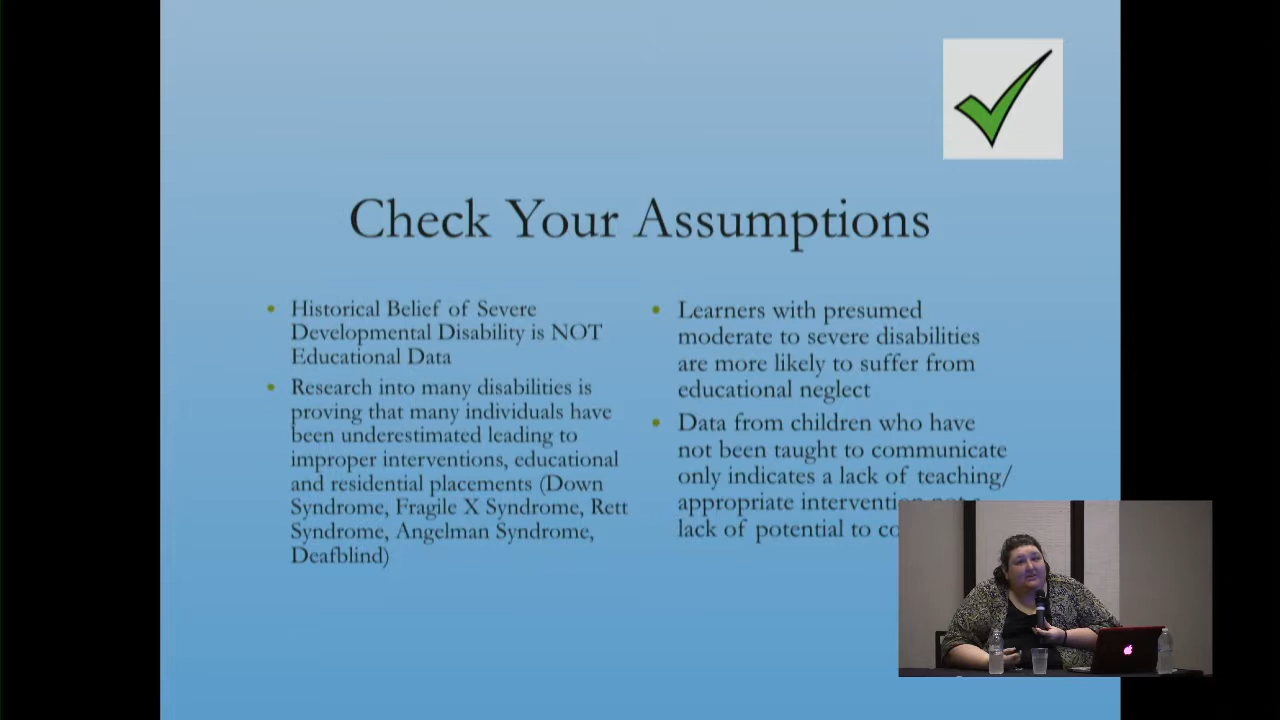 Check Your Assumptions
Historical Belief of Severe
Developmental Disability is NOT
Educational Data
Research into many disabilities is
proving that many individuals have
been underestimated leading to
improper interventions, educational
and residential placements (Down
Syndrome, Fragile X Syndrome, Rett
Syndrome, Angelman Syndrome,
Deafblind)
Learners with presumed
moderate to severe disabilities
are more likely to suffer from
educational neglect
Data from children who have
not been taught to communicate
only indicates a lack of teaching/
appropriate
lack of potential to